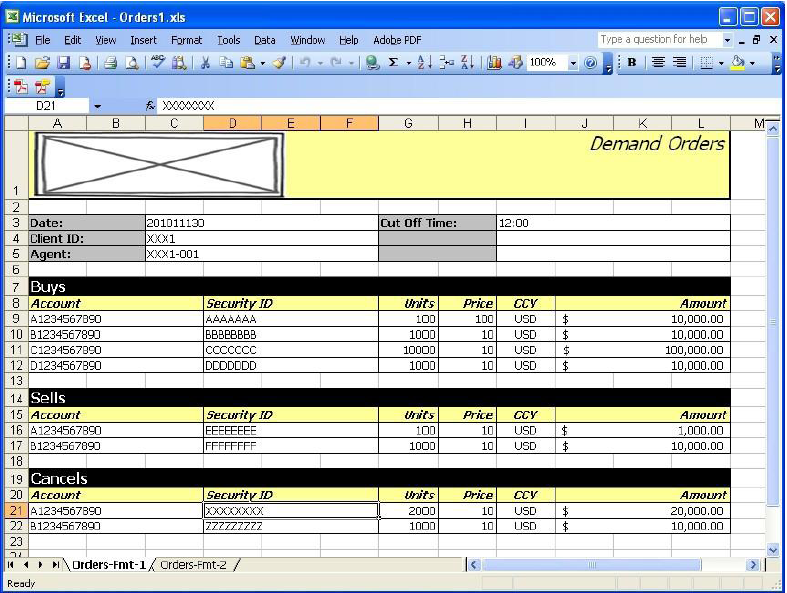 Microsoft Excel - Orders1.xls
File Edit View Insert Format Tools Data Window Help Adobe PDF Type a question for help
100% B
D21 fx XXXXXXXX
A B C D E F G H I J K L M
1 Demand Orders
2
3 Date: 201011130 Cut Off Time: 12:00
4 Client ID: XXX1
5 Agent: XXX1-001
6
7 Buys
8 Account Security ID Units Price CCY Amount
9 A1234567890 AAAAAAA 100 100 USD $ 10,000.00
10 B1234567890 BBBBBBBB 1000 10 USD $ 10,000.00
11 C1234567890 CCCCCCC 10000 10 USD $ 100,000.00
12 D1234567890 DDDDDDD 1000 10 USD $ 10,000.00
13
14 Sells
15 Account Security ID Units Price CCY Amount
16 A1234567890 EEEEEEEE 100 10 USD $ 1,000.00
17 B1234567890 FFFFFFFF 1000 10 USD $ 10,000.00
18
19 Cancels
20 Account Security ID Units Price CCY Amount
21 A1234567890 XXXXXXXX 2000 10 USD $ 20,000.00
22 B1234567890 ZZZZZZZZZ 1000 10 USD $ 10,000.00
23
Orders-Fmt-1 Orders-Fmt-2
Ready